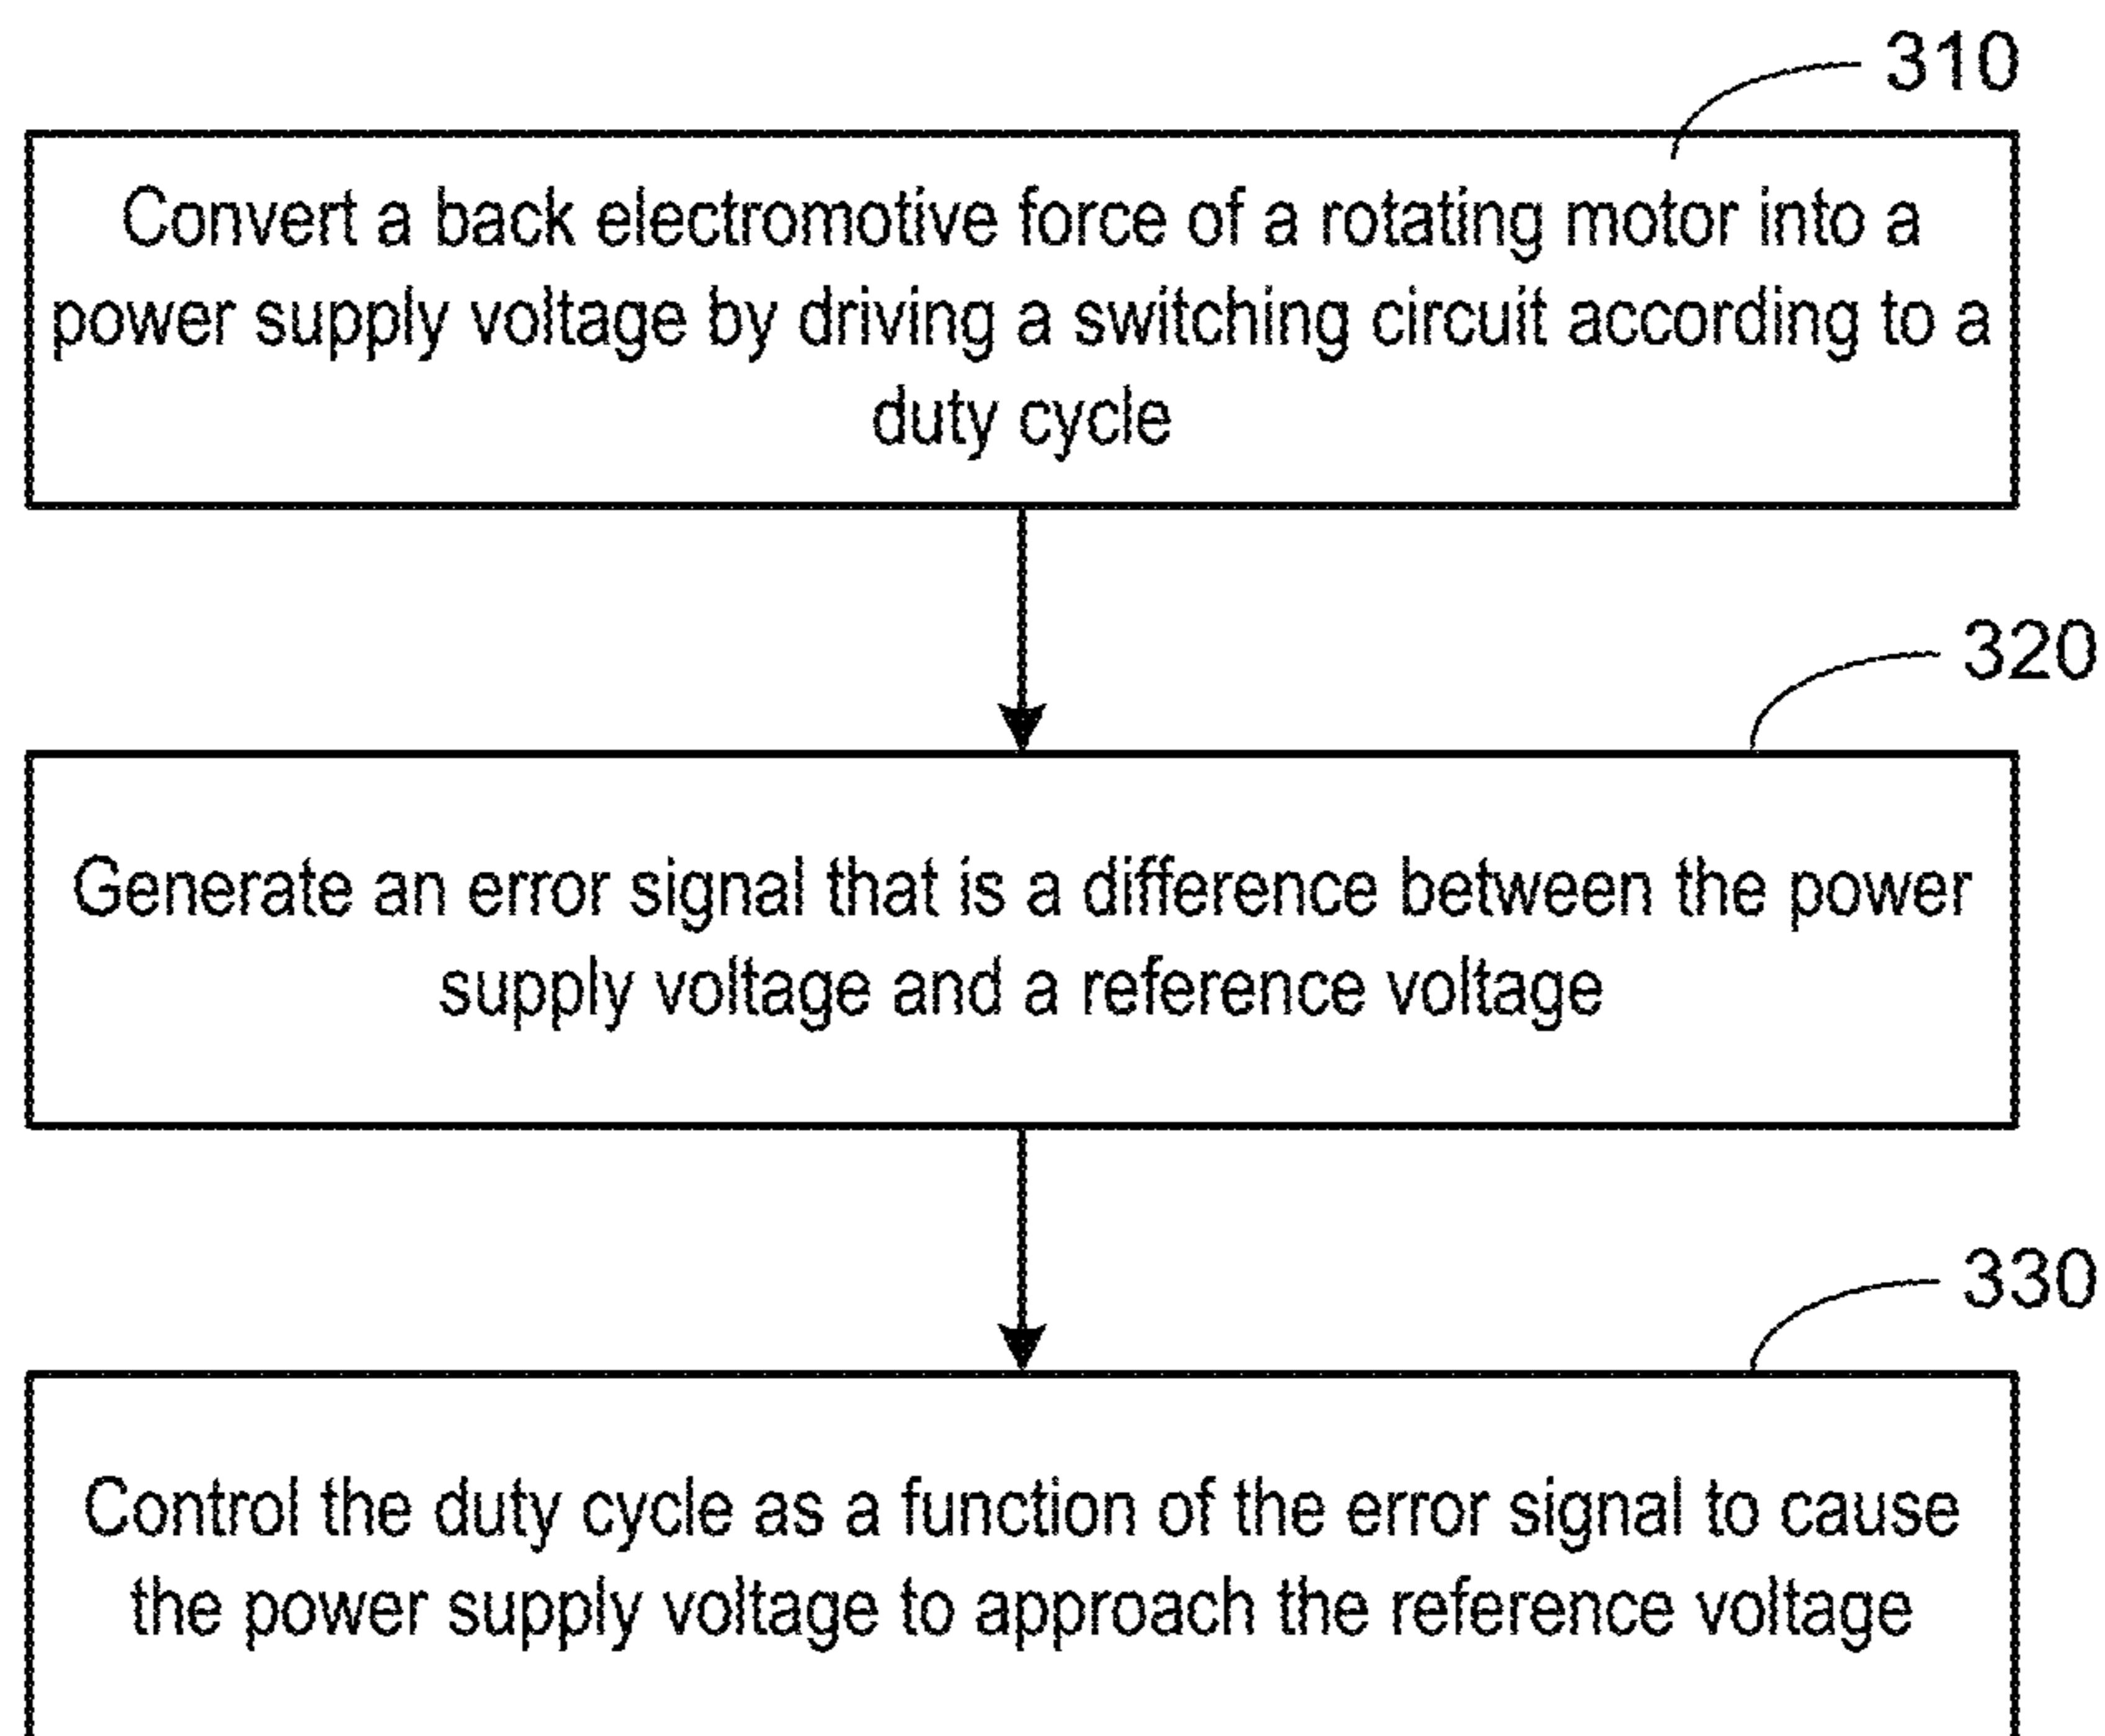 310
Convert a back electromotive force of a rotating motor into a
power supply voltage by driving a switching circuit according to a
duty cycle
320
Generate an error signal that is a difference between the power
supply voltage and a reference voltage
330
Control the duty cycle as a function of the error signal to cause
the power supply voltage to approach the reference voltage